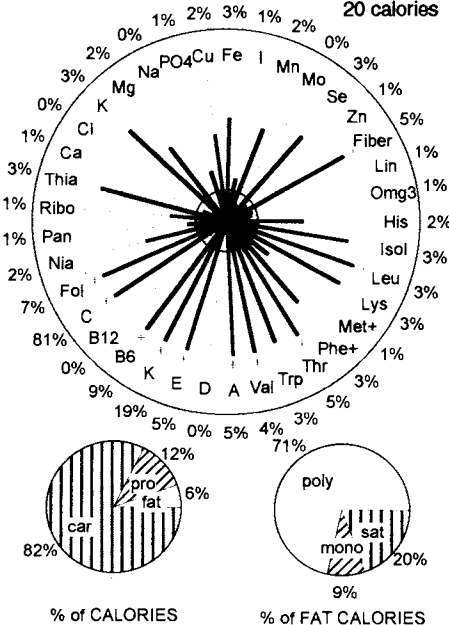 20 calories
3%
1%
2%
0%
3%
1%
5%
1%
1%
2%
3%
3%
3%
1%
3%
5%
3%
4%
5%
0%
5%
19%
9%
0%
81%
7%
2%
1%
1%
3%
1%
0%
3%
2%
0%
1%
2%
Fe
I
Mn
Mo
Se
Zn
Fiber
Lin
Omg3
His
Isol
Leu
Lys
Met+
Phe+
Thr
Trp
Val
A
D
E
K
B6
B12
C
Fol
Nia
Pan
Ribo
Thia
Ca
Cl
K
Mg
Na
PO4
Cu
71%
12%
pro
fat
6%
car
82%
poly
sat
mono
20%
9%
% of CALORIES
% of FAT CALORIES